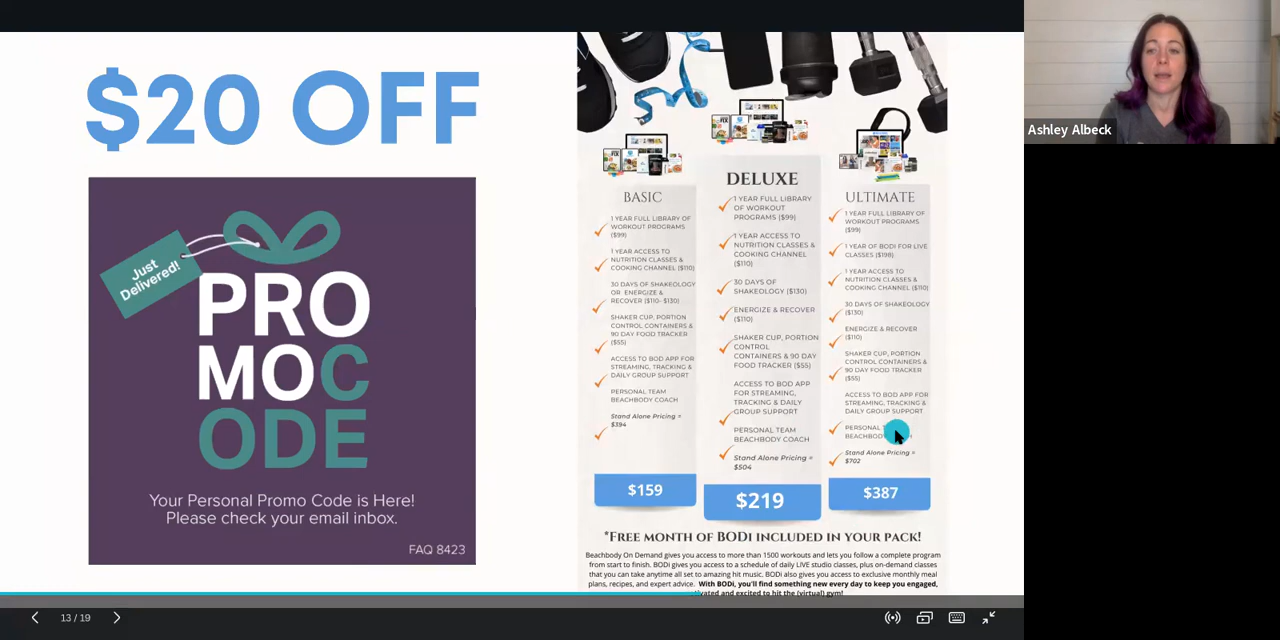 $20 OFF
Just
Delivered!
PRO
MOC
ODE
Your Personal Promo Code is Here!
Please check your email inbox.
FAQ 8423
BASIC
1 YEAR FULL LIBRARY OF
WORKOUT PROGRAMS
($99)
1 YEAR ACCESS TO
NUTRITION CLASSES &
COOKING CHANNEL ($110)
30 DAYS OF SHAKEOLOGY
OR ENERGIZE &
RECOVER ($110-$130)
SHAKER CUP, PORTION
CONTROL CONTAINERS &
90 DAY FOOD TRACKER
($55)
ACCESS TO BOD APP FOR
STREAMING, TRACKING &
DAILY GROUP SUPPORT
PERSONAL TEAM
BEACHBODY COACH
Stand Alone Pricing =
$394
$159
DELUXE
1 YEAR FULL LIBRARY
OF WORKOUT
PROGRAMS ($99)
1 YEAR ACCESS TO
NUTRITION CLASSES &
COOKING CHANNEL
($110)
30 DAYS OF
SHAKEOLOGY ($130)
ENERGIZE & RECOVER
($110)
SHAKER CUP, PORTION
CONTROL
CONTAINERS & 90 DAY
FOOD TRACKER ($55)
ACCESS TO BOD APP
FOR STREAMING,
TRACKING & DAILY
GROUP SUPPORT
PERSONAL TEAM
BEACHBODY COACH
Stand Alone Pricing =
$504
$219
ULTIMATE
1 YEAR FULL LIBRARY OF
WORKOUT PROGRAMS
($99)
1 YEAR OF BODI FOR LIVE
CLASSES ($198)
1 YEAR ACCESS TO
NUTRITION CLASSES &
COOKING CHANNEL ($110)
30 DAYS OF SHAKEOLOGY
($130)
ENERGIZE & RECOVER
($110)
SHAKER CUP, PORTION
CONTROL CONTAINERS &
90 DAY FOOD TRACKER
($55)
ACCESS TO BOD APP FOR
STREAMING, TRACKING &
DAILY GROUP SUPPORT
PERSONAL
Stand Alone Pricing =
$702
$387
*FREE MONTH OF BODi INCLUDED IN YOUR PACK!
Beachbody On Demand gives you access to more than 1500 workouts and lets you follow a complete program
from start to finish. BODi gives you access to a schedule of daily LIVE studio classes, plus on-demand classes
that you can take anytime all set to amazing hit music. BODi also gives you access to exclusive monthly meal
plans, recipes, and expert advice. With BODi, you'll find something new every day to keep you engaged,
and excited to hit the (virtual) gym!
13 / 19
Ashley Albeck